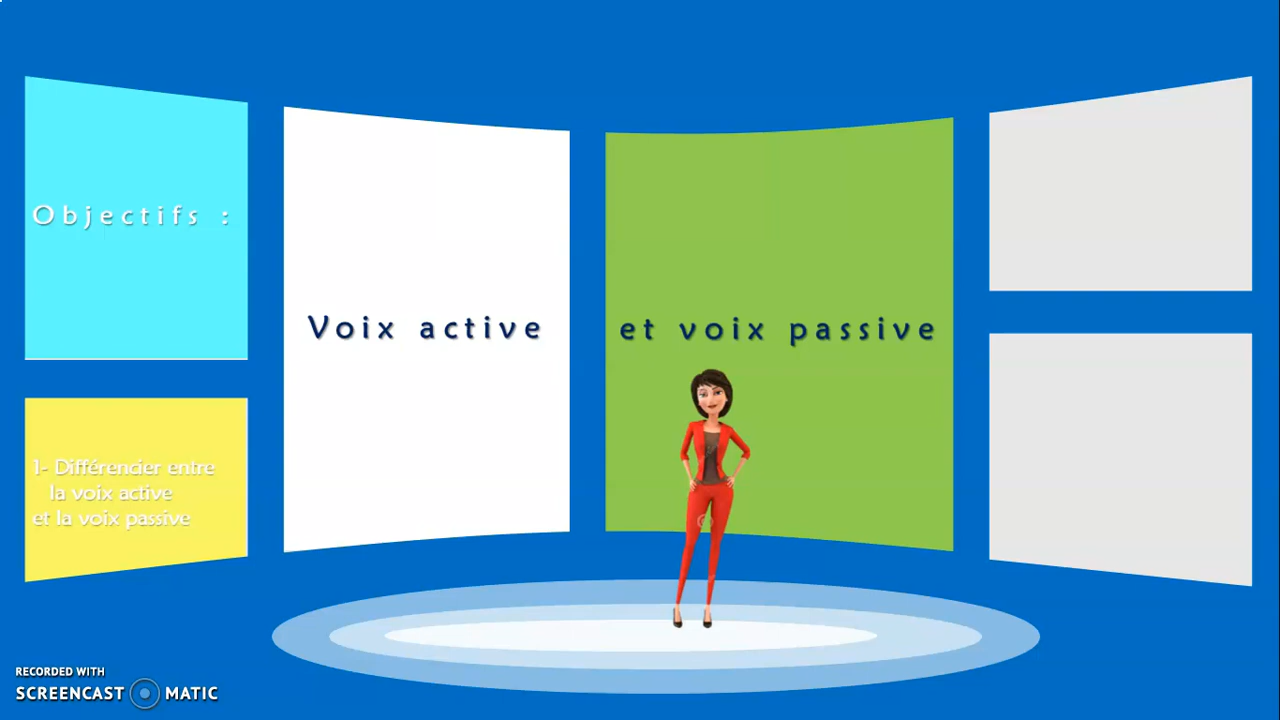 Objectifs :
1- Différencier entre
la voix active
et la voix passive
Voix active
et voix passive
RECORDED WITH
SCREENCAST MATIC